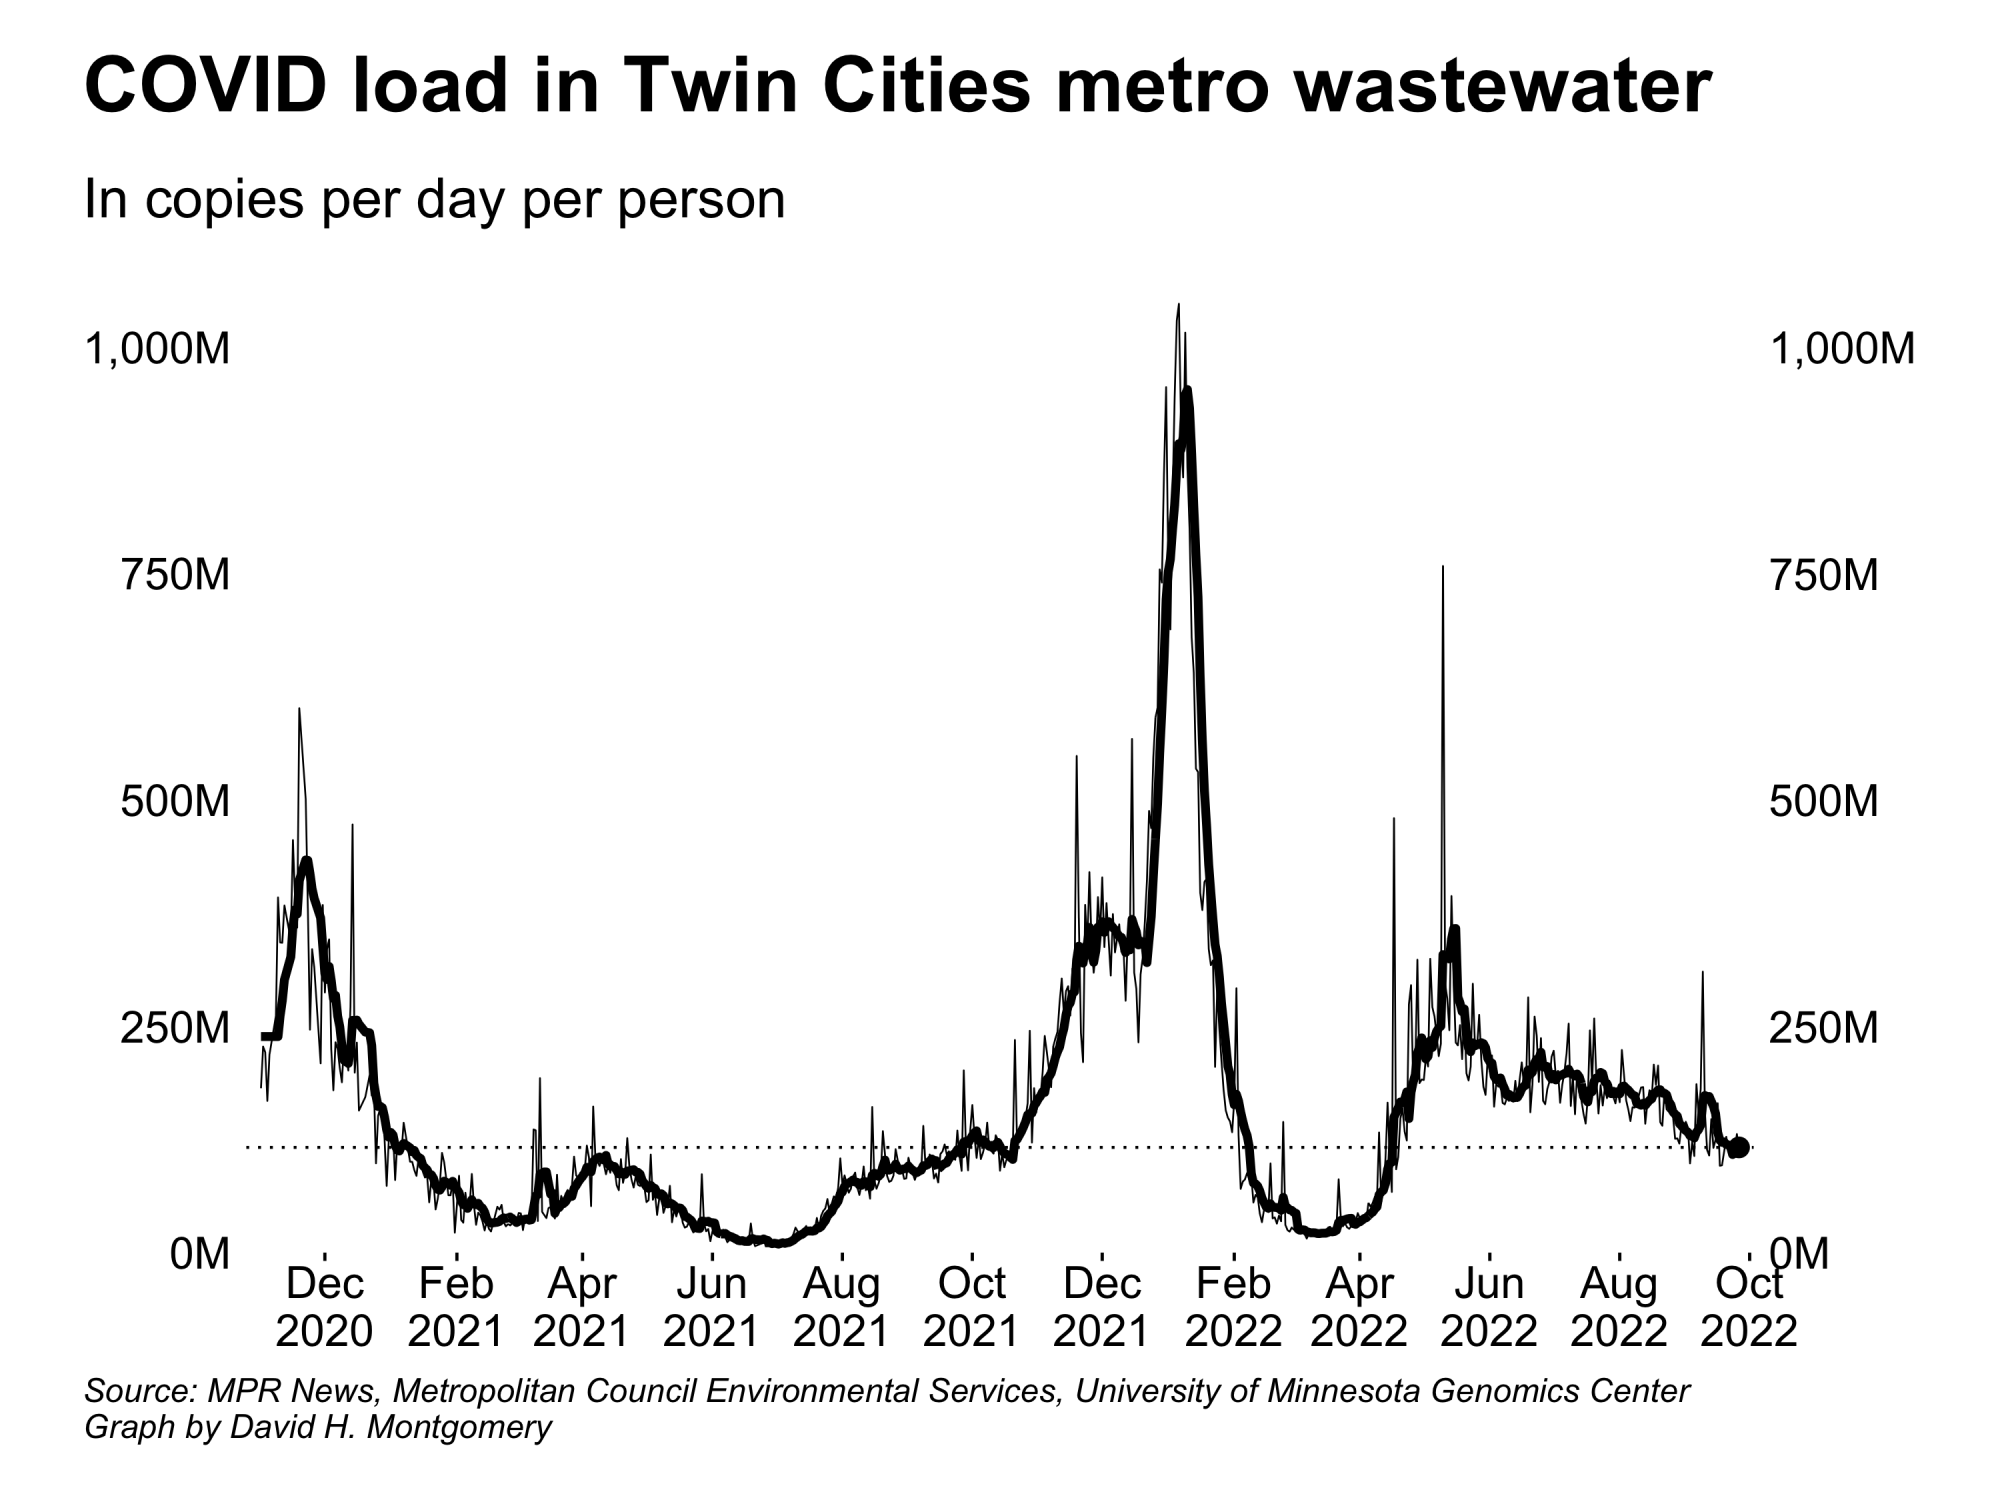 COVID load in Twin Cities metro wastewater
In copies per day per person
1,000M 1,000M
750M 750M
500M 500M
250M 250M
0M 0M
Dec Feb Apr Jun Aug Oct Dec Feb Apr Jun Aug Oct
2020 2021 2021 2021 2021 2021 2021 2022 2022 2022 2022 2022
Source: MPR News, Metropolitan Council Environmental Services, University of Minnesota Genomics Center
Graph by David H. Montgomery